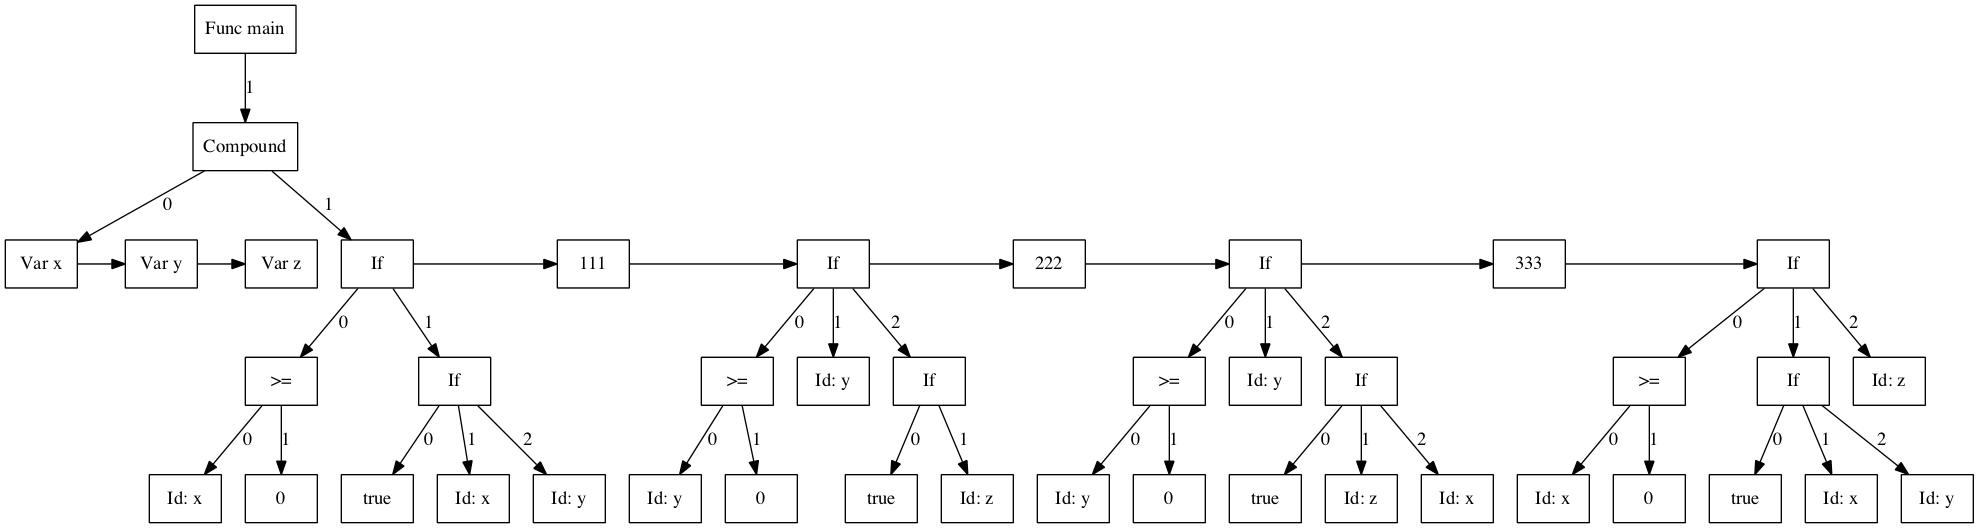 Func main
1
Compound
0 1
Var x Var y Var z If 111 If 222 If 333 If
0 1 0 1 2 0 1 2 0 1 2
>= If >= Id: y If >= Id: y If >= If Id: z
0 1 0 1 2 0 1 0 1 0 1 0 1 2 0 1 0 1 2
Id: x 0 true Id: x Id: y Id: y 0 true Id: z Id: y 0 true Id: z Id: x Id: x 0 true Id: x Id: y